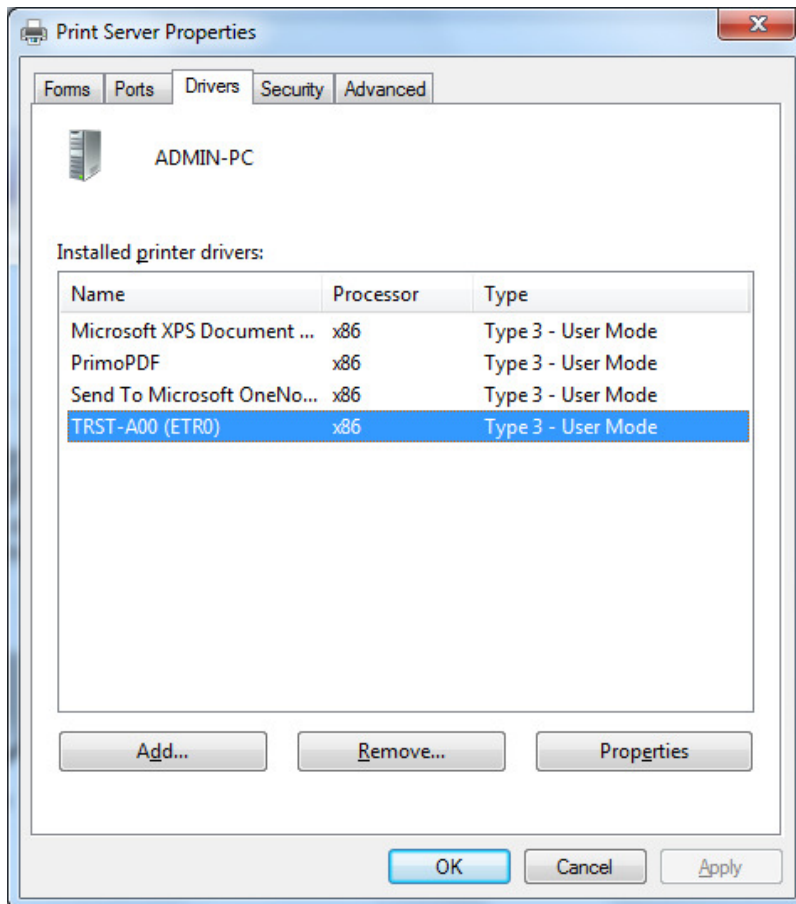 Print Server Properties
Forms Ports Drivers Security Advanced
ADMIN-PC
Installed printer drivers:
Name Processor Type
Microsoft XPS Document ... x86 Type 3 - User Mode
PrimoPDF x86 Type 3 - User Mode
Send To Microsoft OneNo... x86 Type 3 - User Mode
TRST-A00 (ETR0) x86 Type 3 - User Mode
Add... Remove... Properties
OK Cancel Apply